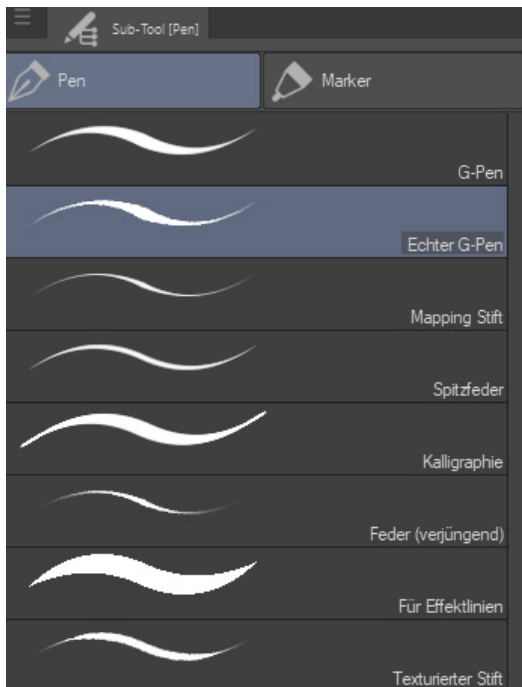 Sub-Tool [Pen]
Pen
Marker
G-Pen
Echter G-Pen
Mapping Stift
Spitzfeder
Kalligraphie
Feder (verjüngend)
Für Effektlinien
Texturierter Stift